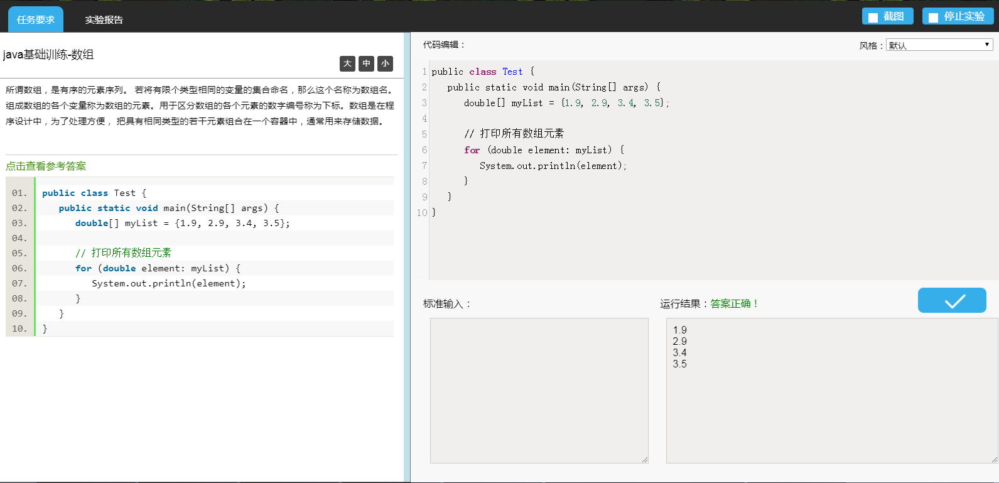 任务要求
实验报告
截图
停止实验
java基础训练-数组
大 中 小
所谓数组，是有序的元素序列。 若将有限个类型相同的变量的集合命名，那么这个名称为数组名。
组成数组的各个变量称为数组的元素。用于区分数组的各个元素的数字编号称为下标。数组是在程
序设计中，为了处理方便， 把具有相同类型的若干元素组合在一个容器中，通常用来存储数据。
点击查看参考答案
01. public class Test {
02.    public static void main(String[] args) {
03.       double[] myList = {1.9, 2.9, 3.4, 3.5};
04.
05.       // 打印所有数组元素
06.       for (double element: myList) {
07.          System.out.println(element);
08.       }
09.    }
10. }
代码编辑：
风格：默认
1 public class Test {
2    public static void main(String[] args) {
3       double[] myList = {1.9, 2.9, 3.4, 3.5};
4
5       // 打印所有数组元素
6       for (double element: myList) {
7          System.out.println(element);
8       }
9    }
10 }
标准输入：
运行结果：答案正确！
1.9
2.9
3.4
3.5